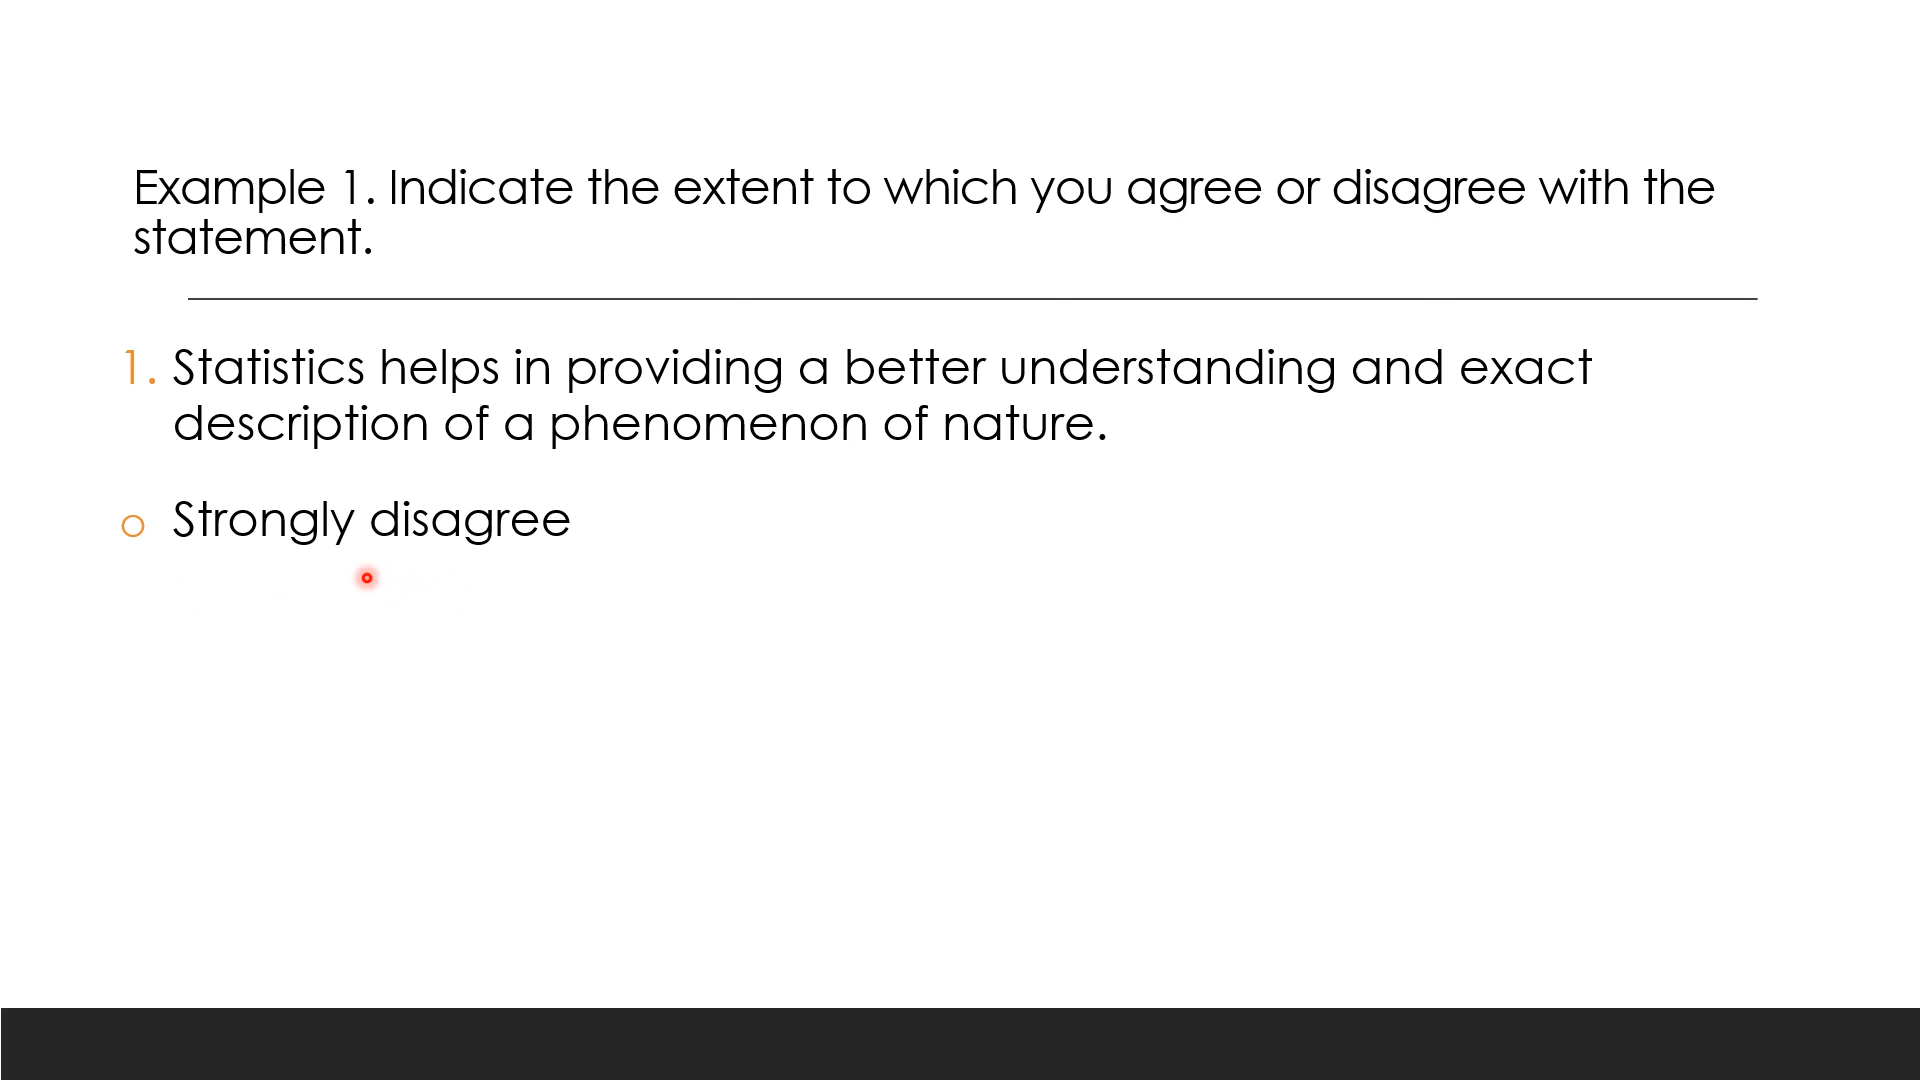 Example 1. Indicate the extent to which you agree or disagree with the
statement.
1. Statistics helps in providing a better understanding and exact
description of a phenomenon of nature.
o Strongly disagree